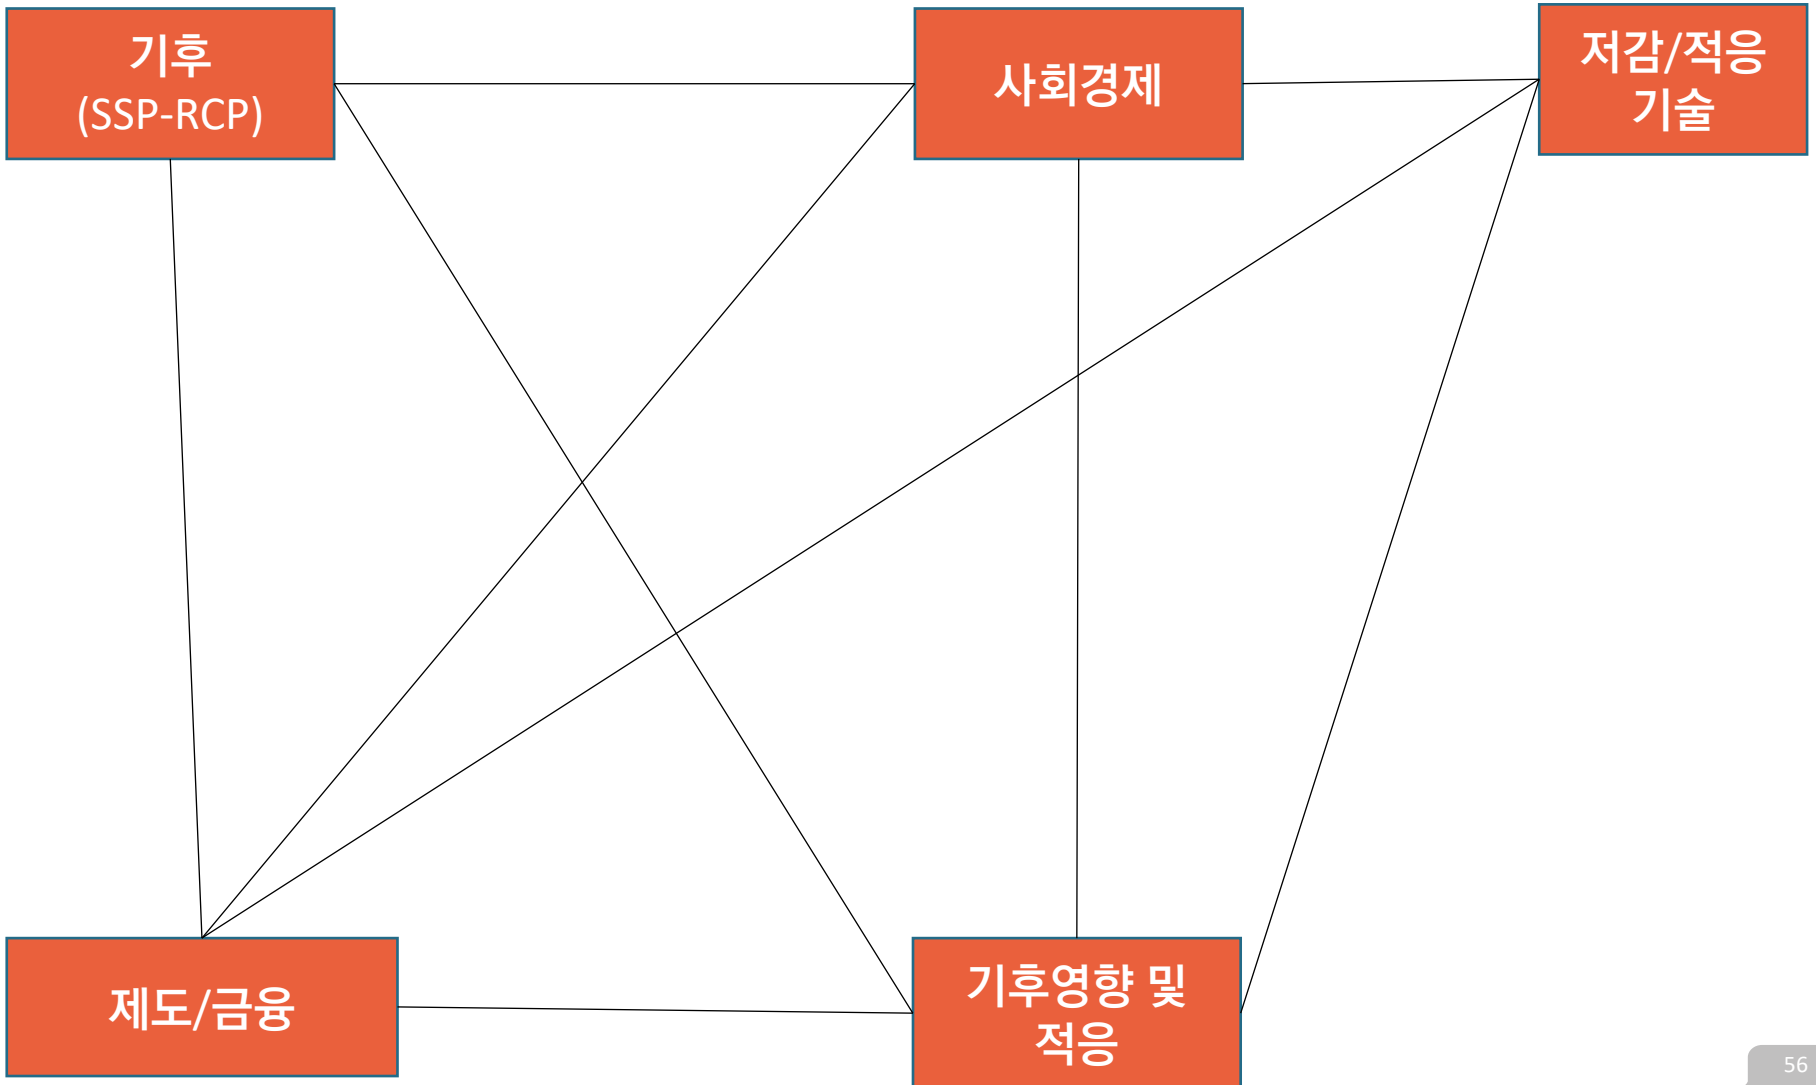 기후
(SSP-RCP)
사회경제
저감/적응
기술
제도/금융
기후영향 및
적응
56